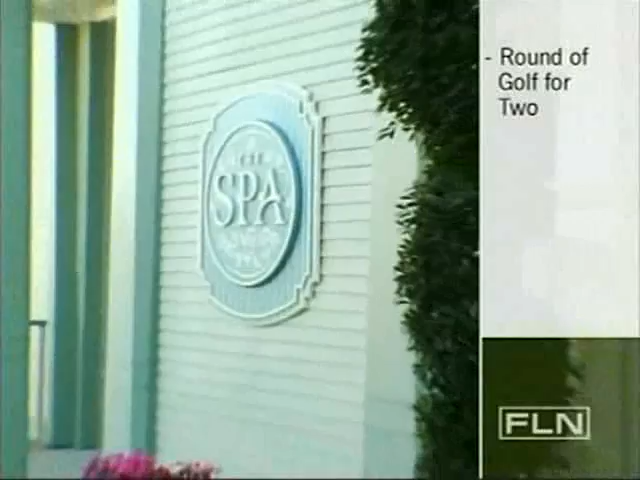 THE
SPA
- Round of
Golf for
Two
FLN